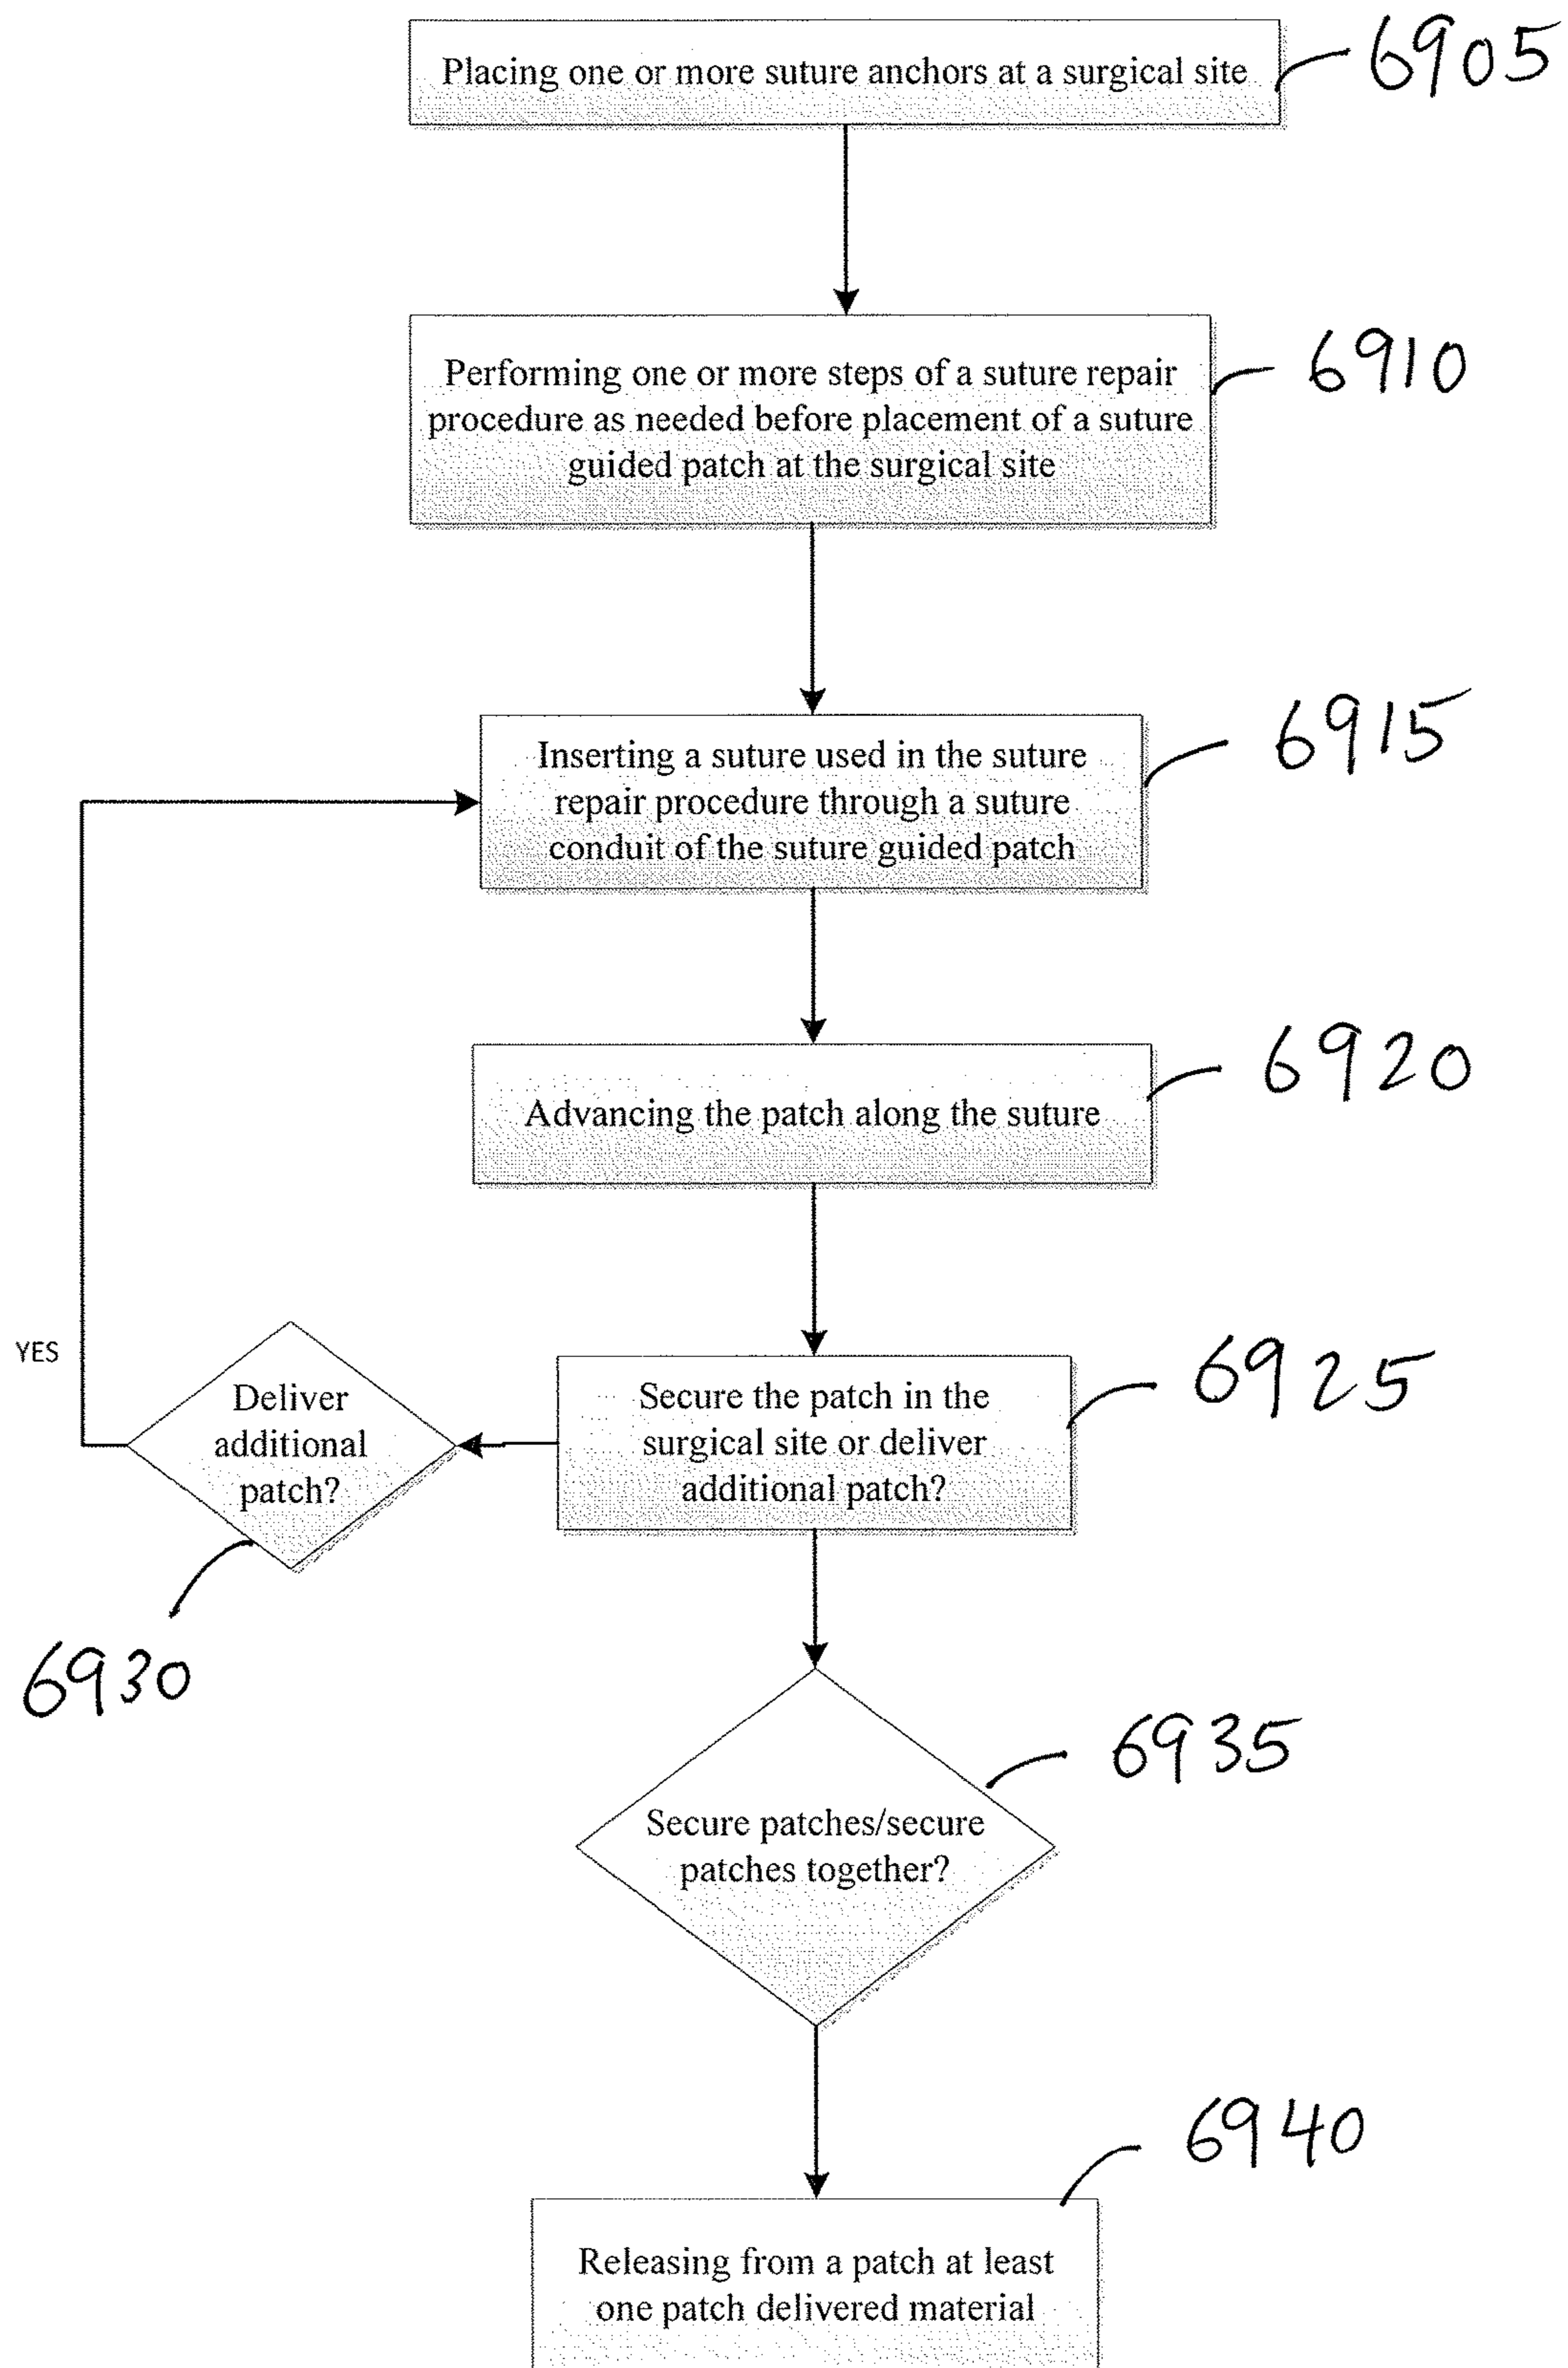 Placing one or more suture anchors at a surgical site
6905
Performing one or more steps of a suture repair
procedure as needed before placement of a suture
guided patch at the surgical site
6910
Inserting a suture used in the suture
repair procedure through a suture
conduit of the suture guided patch
6915
Advancing the patch along the suture
6920
YES
Deliver
additional
patch?
6930
Secure the patch in the
surgical site or deliver
additional patch?
6925
Secure patches/secure
patches together?
6935
Releasing from a patch at least
one patch delivered material
6940